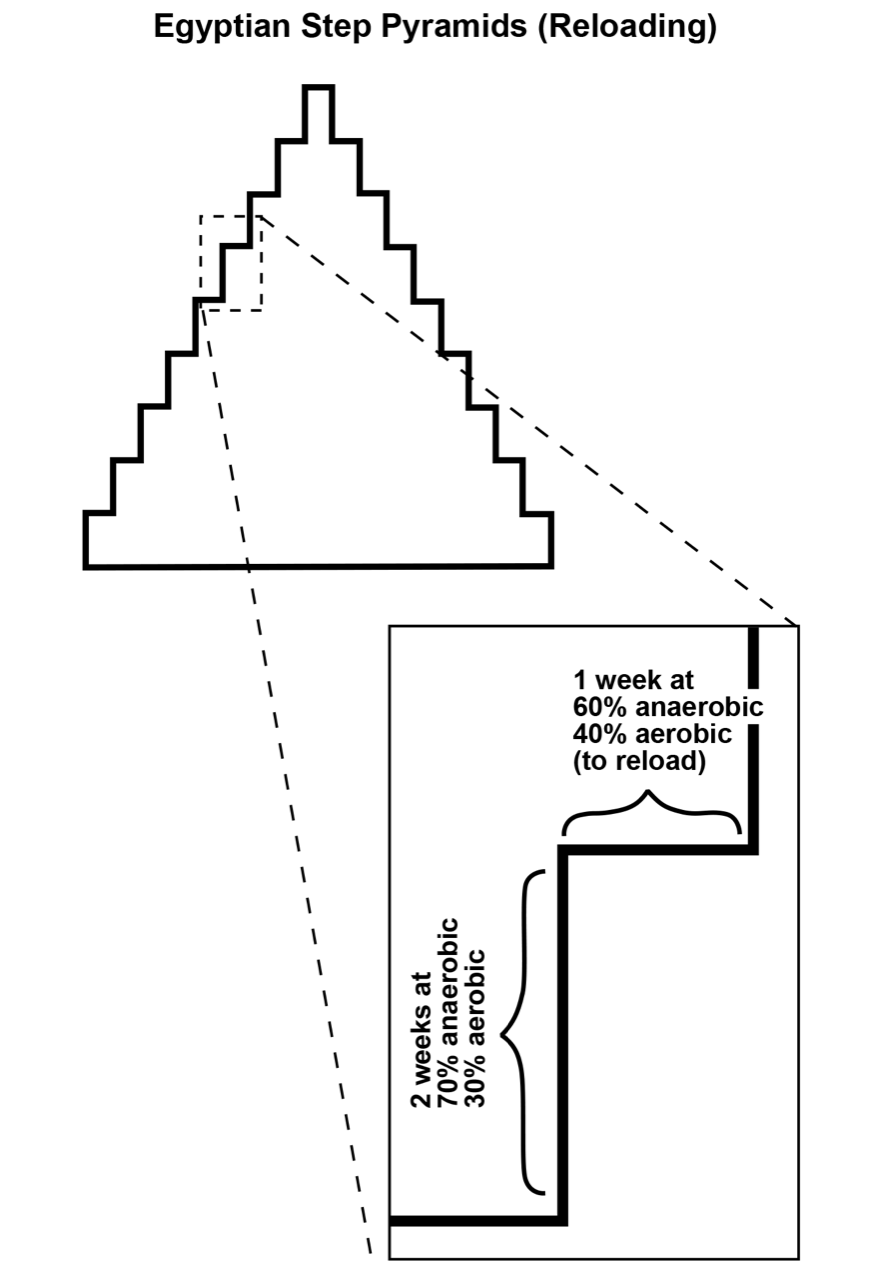 Egyptian Step Pyramids (Reloading)
1 week at
60% anaerobic
40% aerobic
(to reload)
2 weeks at
70% anaerobic
30% aerobic